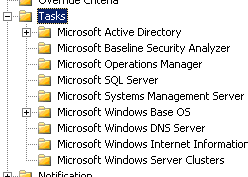 Override Criteria
Tasks
Microsoft Active Directory
Microsoft Baseline Security Analyzer
Microsoft Operations Manager
Microsoft SQL Server
Microsoft Systems Management Server
Microsoft Windows Base OS
Microsoft Windows DNS Server
Microsoft Windows Internet Information
Microsoft Windows Server Clusters
Notification